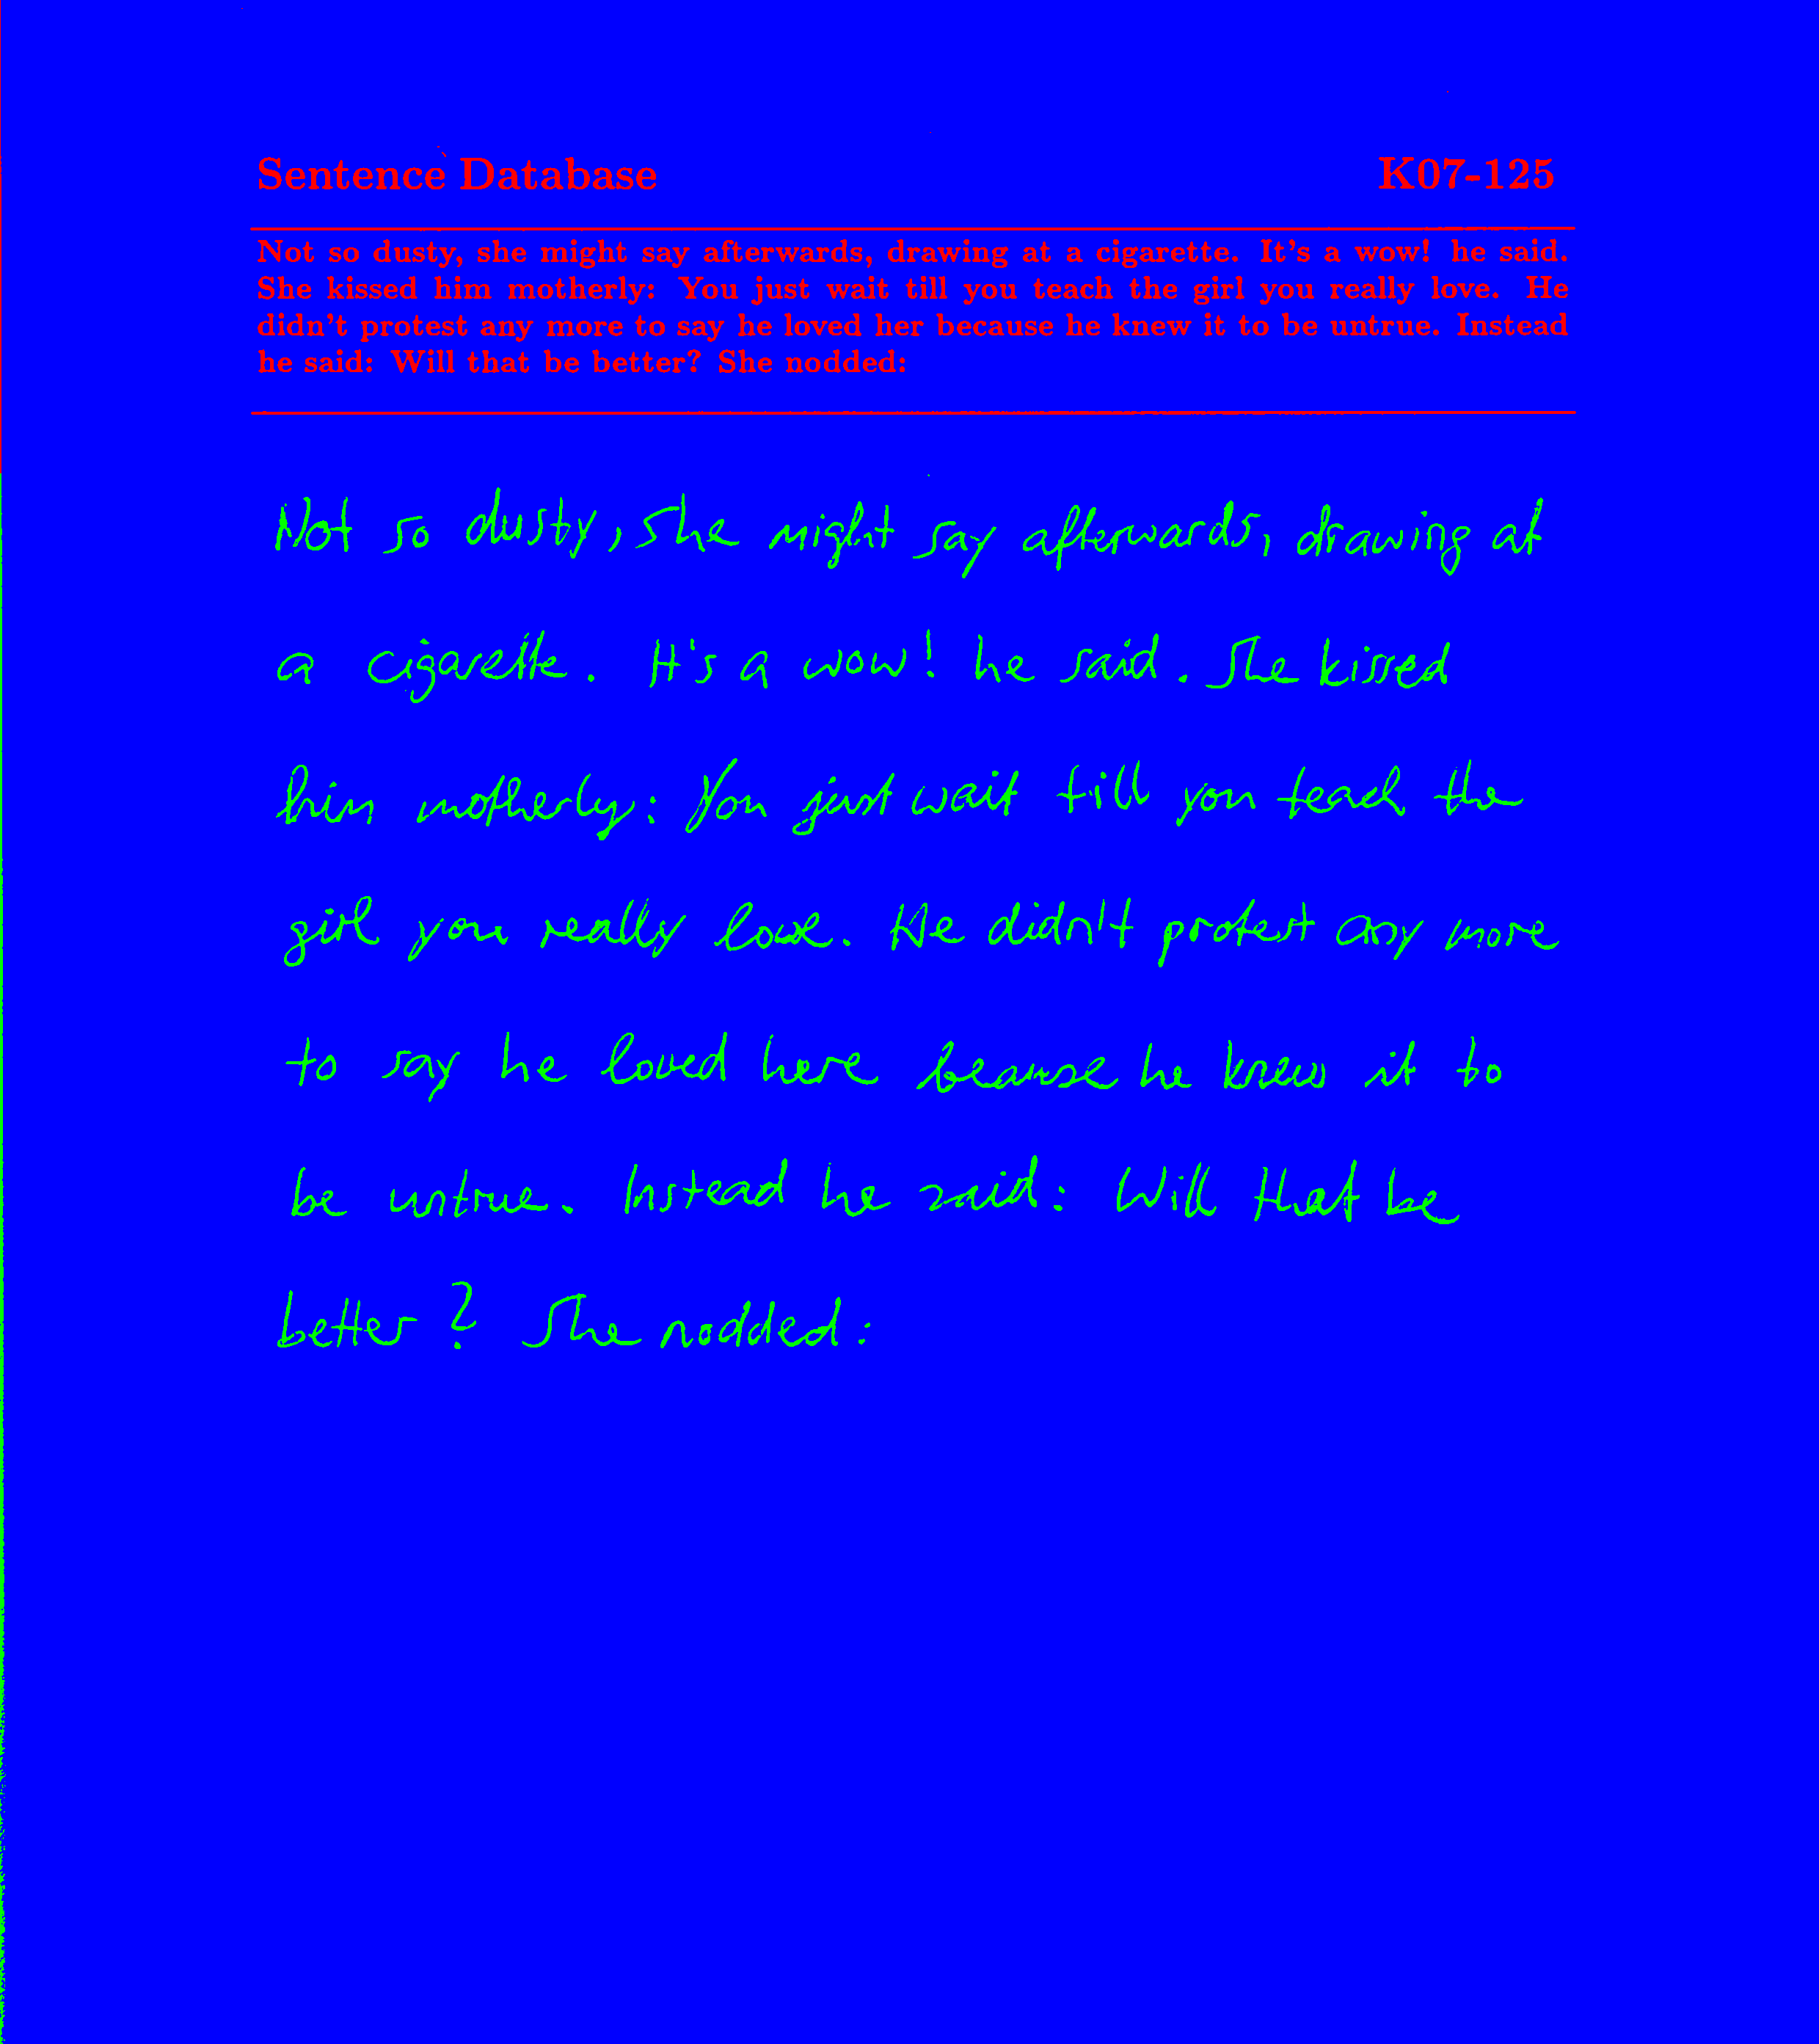 Sentence Database K07-125
Not so dusty, she might say afterwards, drawing at a cigarette. It's a wow! he said.
She kissed him motherly: You just wait till you teach the girl you really love. He
didn't protest any more to say he loved her because he knew it to be untrue. Instead
he said: Will that be better? She nodded:
Not so dusty, she might say afterwards, drawing at
a cigarette. It's a wow! he said. She kissed
him motherly: You just wait till you teach the
girl you really love. He didn't protest any more
to say he loved here beause he knew it to
be untrue. Instead he said: Will that be
better? She nodded: